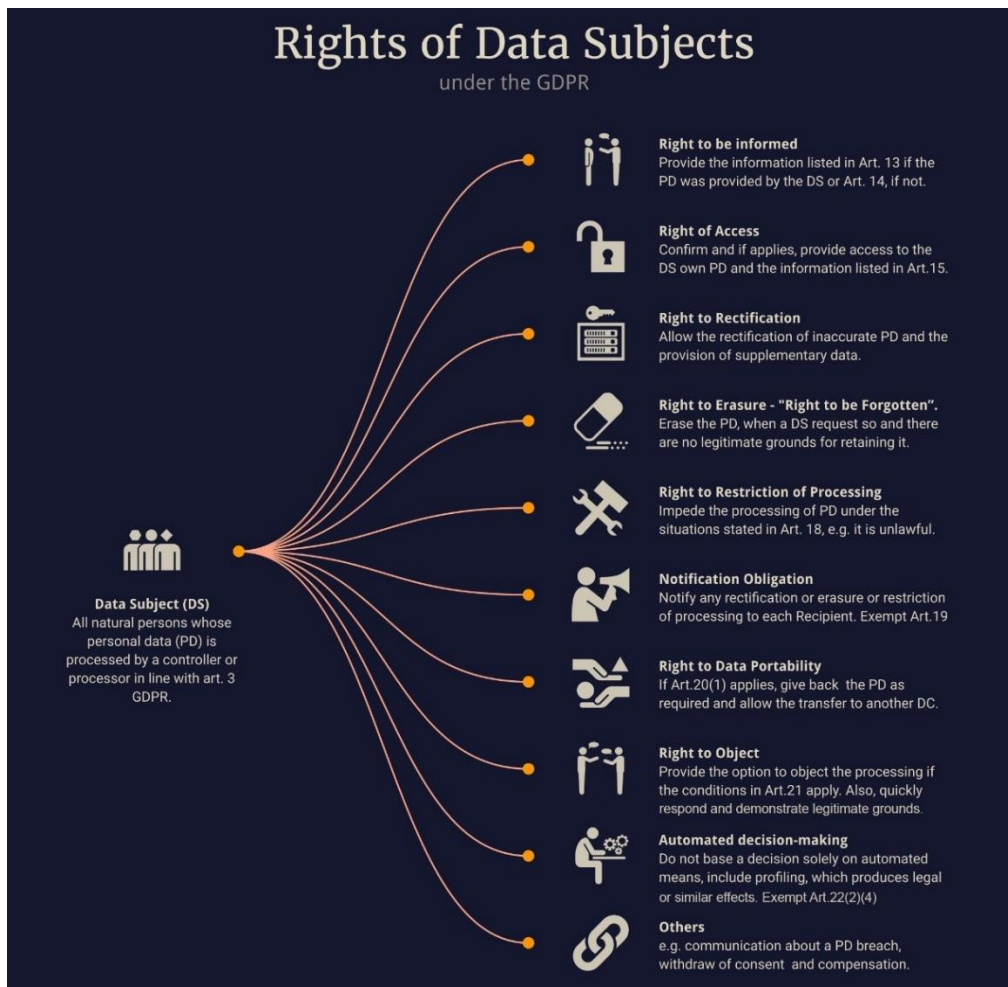 Rights of Data Subjects
under the GDPR
Right to be informed
Provide the information listed in Art. 13 if the
PD was provided by the DS or Art. 14, if not.
Right of Access
Confirm and if applies, provide access to the
DS own PD and the information listed in Art.15.
Right to Rectification
Allow the rectification of inaccurate PD and the
provision of supplementary data.
Right to Erasure - "Right to be Forgotten”.
Erase the PD, when a DS request so and there
are no legitimate grounds for retaining it.
Right to Restriction of Processing
Impede the processing of PD under the
situations stated in Art. 18, e.g. it is unlawful.
Notification Obligation
Notify any rectification or erasure or restriction
of processing to each Recipient. Exempt Art.19
Right to Data Portability
If Art.20(1) applies, give back the PD as
required and allow the transfer to another DC.
Right to Object
Provide the option to object the processing if
the conditions in Art.21 apply. Also, quickly
respond and demonstrate legitimate grounds.
Automated decision-making
Do not base a decision solely on automated
means, include profiling, which produces legal
or similar effects. Exempt Art.22(2)(4)
Others
e.g. communication about a PD breach,
withdraw of consent and compensation.
Data Subject (DS)
All natural persons whose
personal data (PD) is
processed by a controller or
processor in line with art. 3
GDPR.